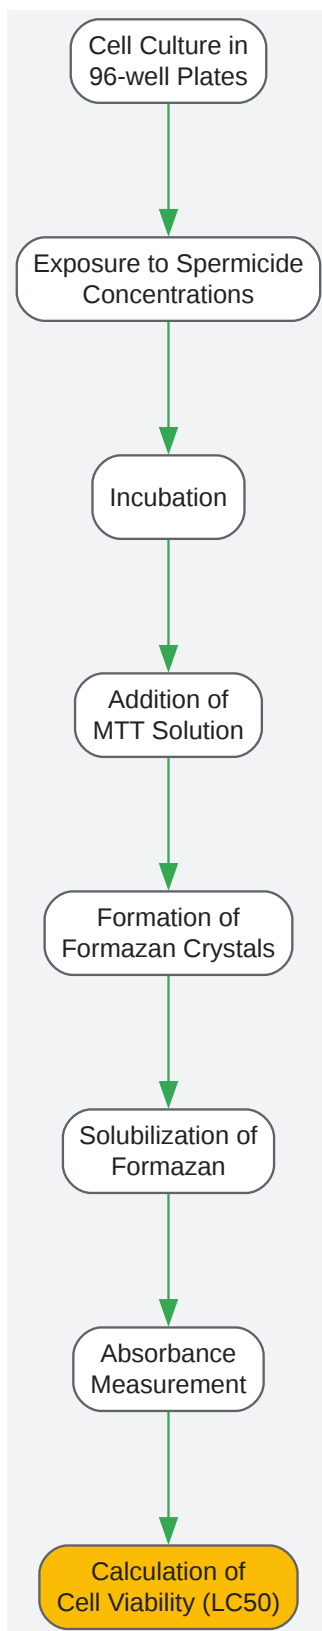 Cell Culture in
96-well Plates
Exposure to Spermicide
Concentrations
Incubation
Addition of
MTT Solution
Formation of
Formazan Crystals
Solubilization of
Formazan
Absorbance
Measurement
Calculation of
Cell Viability (LC50)